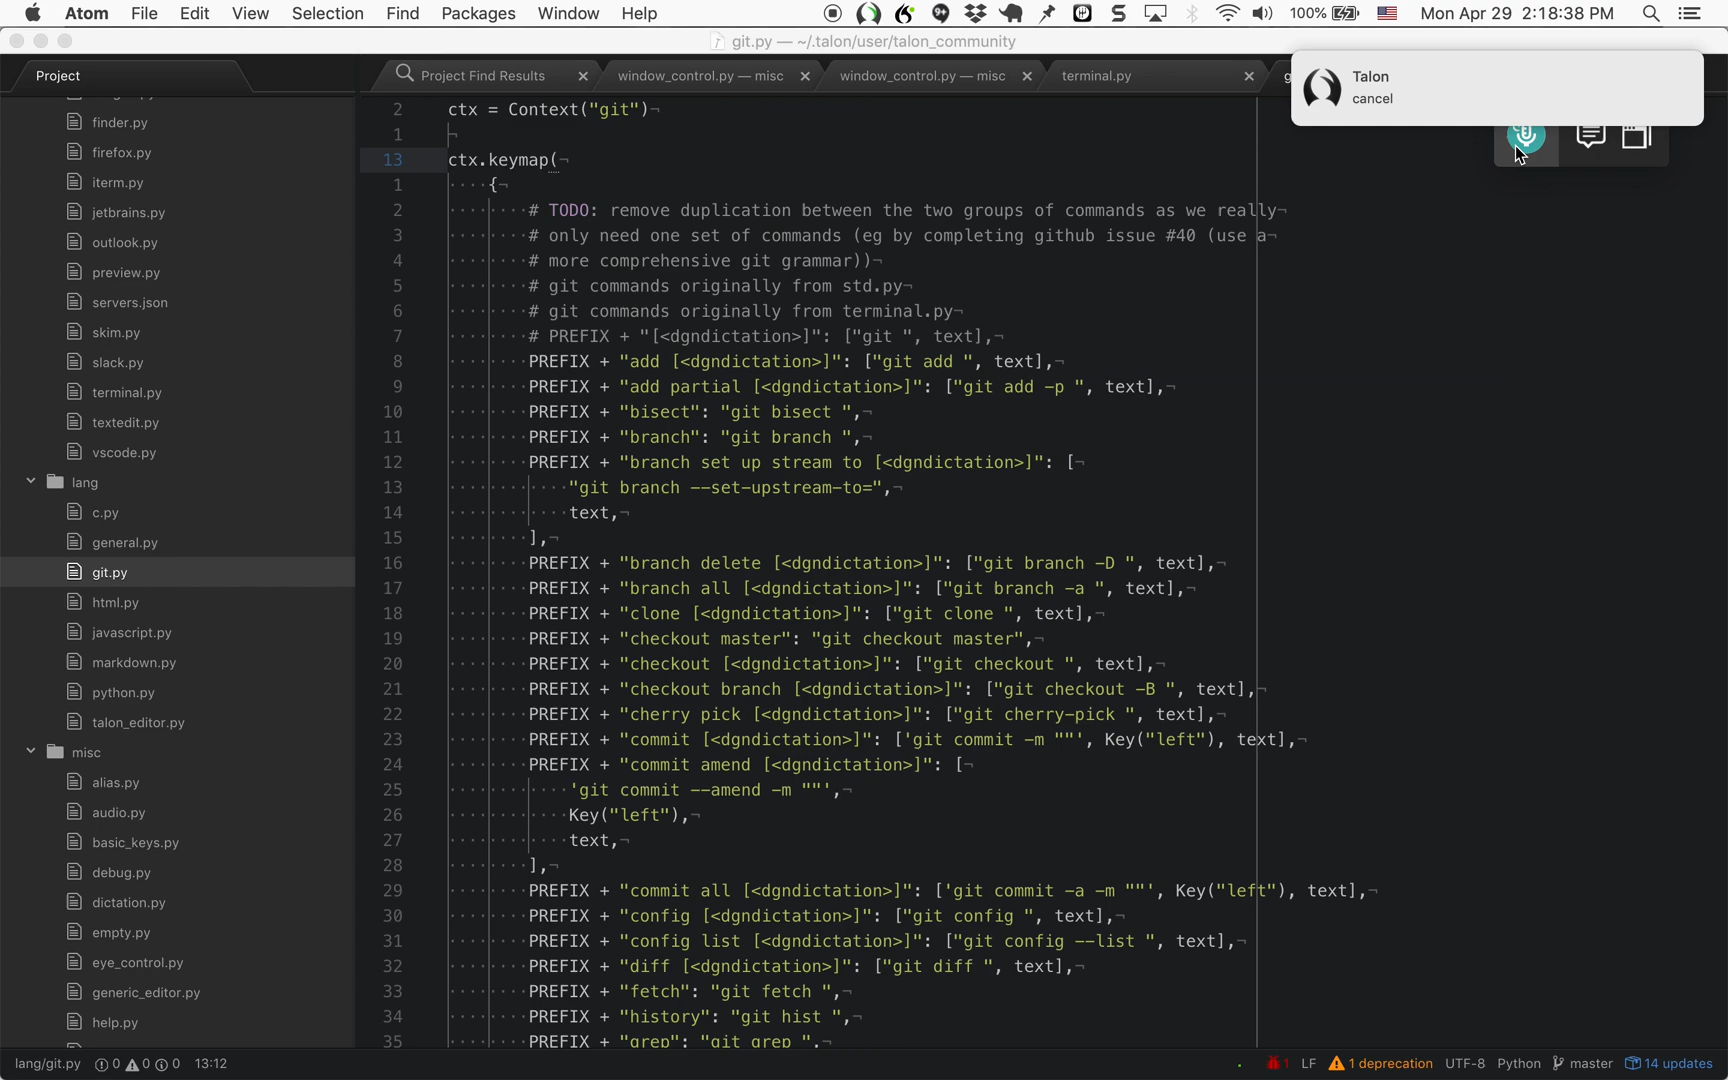 Atom File Edit View Selection Find Packages Window Help 100% Mon Apr 29 2:18:38 PM
git.py — ~/.talon/user/talon_community
Project
Project Find Results
window_control.py — misc
window_control.py — misc
terminal.py
Talon
cancel
finder.py
firefox.py
iterm.py
jetbrains.py
outlook.py
preview.py
servers.json
skim.py
slack.py
terminal.py
textedit.py
vscode.py
lang
c.py
general.py
git.py
html.py
javascript.py
markdown.py
python.py
talon_editor.py
misc
alias.py
audio.py
basic_keys.py
debug.py
dictation.py
empty.py
eye_control.py
generic_editor.py
help.py
2 ctx = Context("git")¬
1 ¬
13 ctx.keymap(¬
1 ····{¬
2 ········# TODO: remove duplication between the two groups of commands as we really¬
3 ········# only need one set of commands (eg by completing github issue #40 (use a¬
4 ········# more comprehensive git grammar))¬
5 ········# git commands originally from std.py¬
6 ········# git commands originally from terminal.py¬
7 ········# PREFIX + "[<dgndictation>]": ["git ", text],¬
8 ········PREFIX + "add [<dgndictation>]": ["git add ", text],¬
9 ········PREFIX + "add partial [<dgndictation>]": ["git add -p ", text],¬
10 ········PREFIX + "bisect": "git bisect ",¬
11 ········PREFIX + "branch": "git branch ",¬
12 ········PREFIX + "branch set up stream to [<dgndictation>]": [¬
13 ············"git branch --set-upstream-to=",¬
14 ············text,¬
15 ········],¬
16 ········PREFIX + "branch delete [<dgndictation>]": ["git branch -D ", text],¬
17 ········PREFIX + "branch all [<dgndictation>]": ["git branch -a ", text],¬
18 ········PREFIX + "clone [<dgndictation>]": ["git clone ", text],¬
19 ········PREFIX + "checkout master": "git checkout master",¬
20 ········PREFIX + "checkout [<dgndictation>]": ["git checkout ", text],¬
21 ········PREFIX + "checkout branch [<dgndictation>]": ["git checkout -B ", text],¬
22 ········PREFIX + "cherry pick [<dgndictation>]": ["git cherry-pick ", text],¬
23 ········PREFIX + "commit [<dgndictation>]": ['git commit -m ""', Key("left"), text],¬
24 ········PREFIX + "commit amend [<dgndictation>]": [¬
25 ············'git commit --amend -m ""',¬
26 ············Key("left"),¬
27 ············text,¬
28 ········],¬
29 ········PREFIX + "commit all [<dgndictation>]": ['git commit -a -m ""', Key("left"), text],¬
30 ········PREFIX + "config [<dgndictation>]": ["git config ", text],¬
31 ········PREFIX + "config list [<dgndictation>]": ["git config --list ", text],¬
32 ········PREFIX + "diff [<dgndictation>]": ["git diff ", text],¬
33 ········PREFIX + "fetch": "git fetch ",¬
34 ········PREFIX + "history": "git hist ",¬
35 ········PREFIX + "grep": "git grep ",¬
lang/git.py 0 0 0 13:12 1 LF 1 deprecation UTF-8 Python master 14 updates